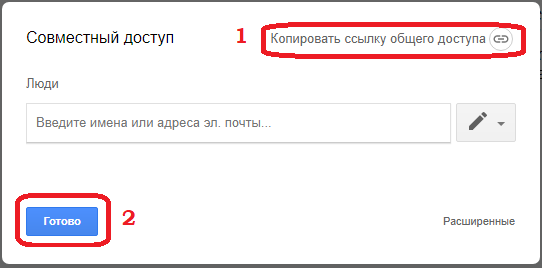 Совместный доступ 1 Копировать ссылку общего доступа
Люди
Введите имена или адреса эл. почты...
Готово 2 Расширенные